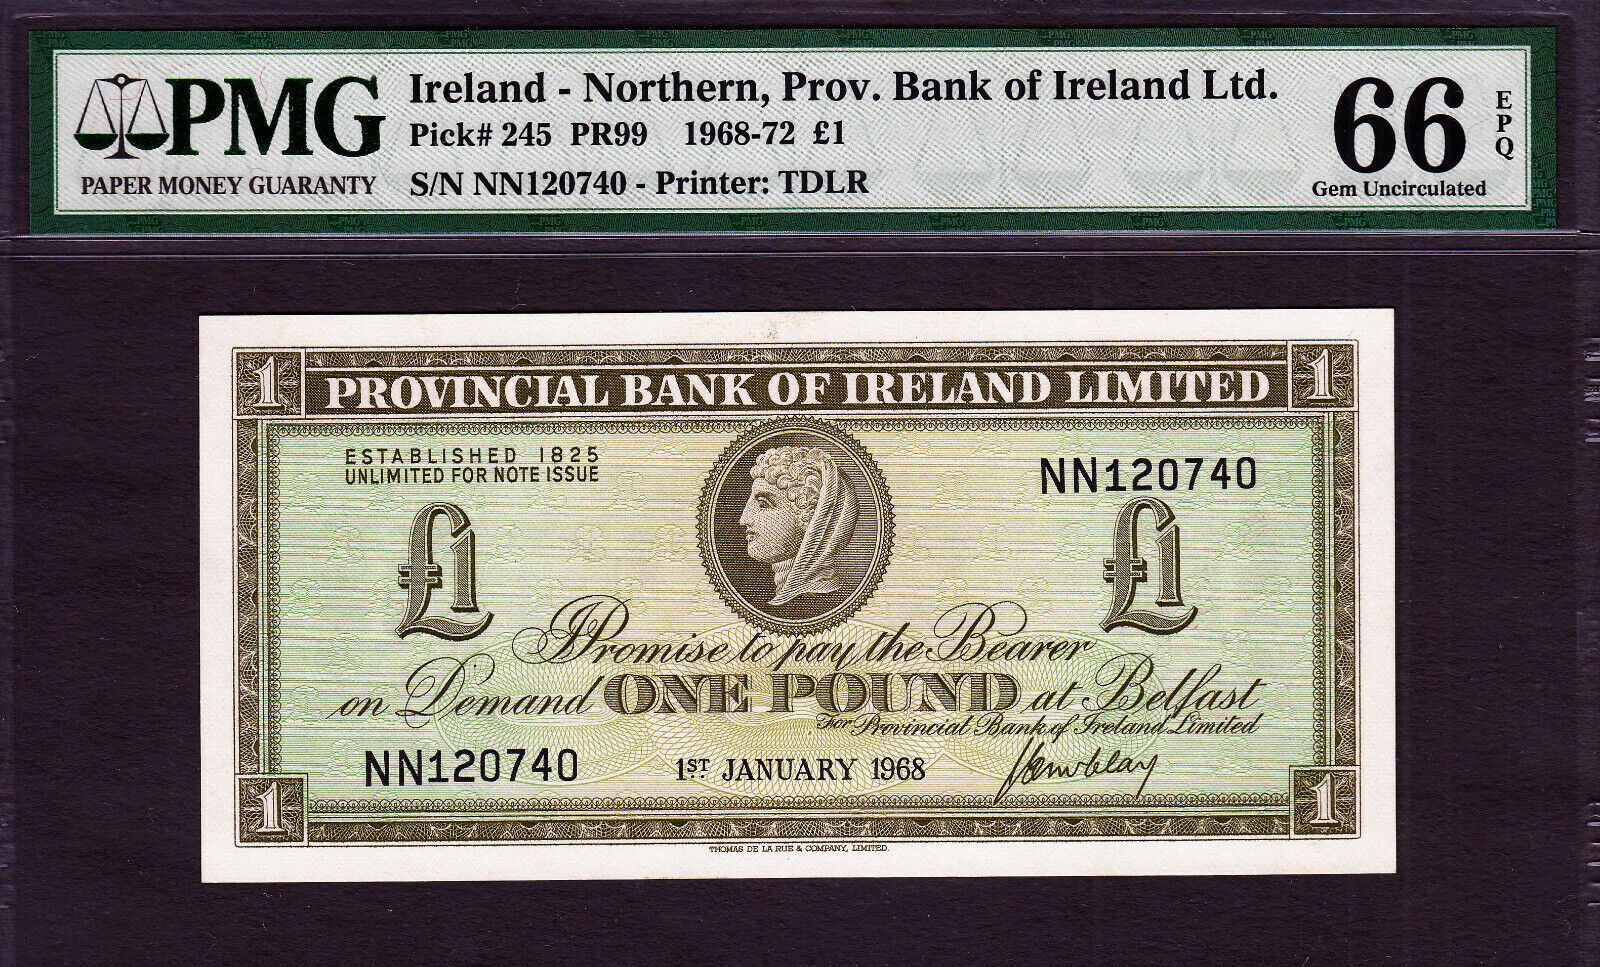 PMG
PAPER MONEY GUARANTY
Ireland - Northern, Prov. Bank of Ireland Ltd.
Pick# 245 PR99 1968-72 £1
S/N NN120740 - Printer: TDLR
66
EPQ
Gem Uncirculated
1
PROVINCIAL BANK OF IRELAND LIMITED
1
ESTABLISHED 1825
UNLIMITED FOR NOTE ISSUE
NN120740
£1
£1
I Promise to pay the Bearer
on Demand ONE POUND at Belfast
For Provincial Bank of Ireland Limited
NN120740
1ST JANUARY 1968
1
1
THOMAS DE LA RUE & COMPANY, LIMITED.